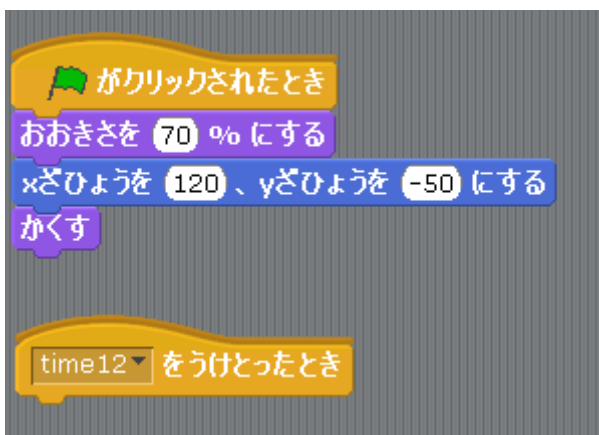 がクリックされたとき
おおきさを 70 % にする
xざひょうを 120 、yざひょうを -50 にする
かくす
time12 をうけとったとき